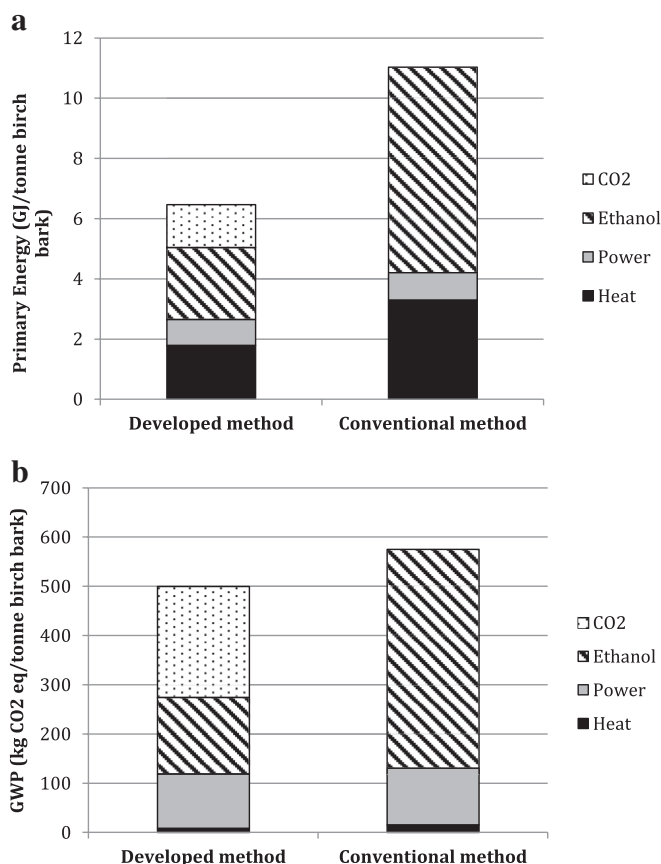 a
12
10
8
6
4
2
0
Primary Energy (GJ/tonne birch
bark)
Developed method
Conventional method
CO2
Ethanol
Power
Heat
b
700
600
500
400
300
200
100
0
GWP (kg CO2 eq/tonne birch bark)
Developed method
Conventional method
CO2
Ethanol
Power
Heat